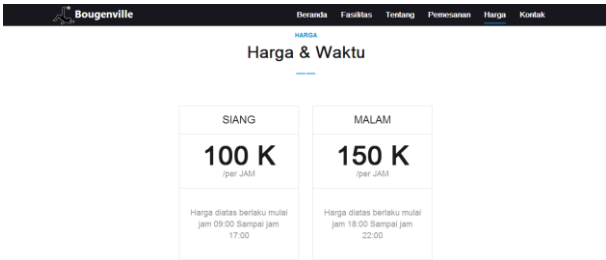 Bougenville Beranda Fasilitas Tentang Pemesanan Harga Kontak
HARGA
Harga & Waktu
SIANG
100 K
/per JAM
Harga diatas berlaku mulai
jam 09:00 Sampai jam
17:00
MALAM
150 K
/per JAM
Harga diatas berlaku mulai
jam 18:00 Sampai jam
22:00